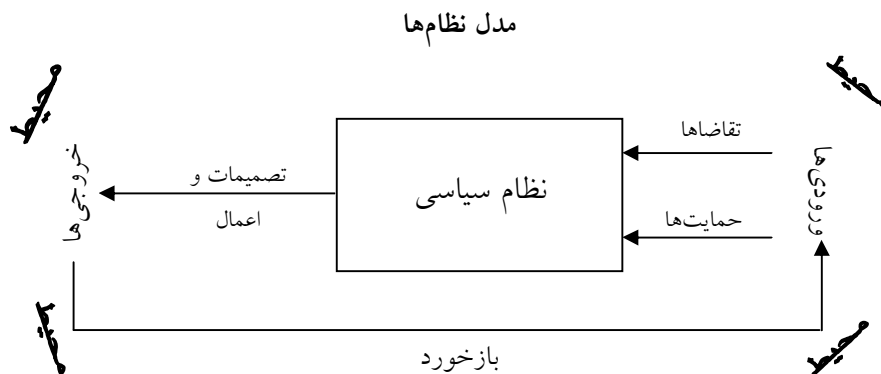 مدل نظام‌ها
محیط
محیط
تقاضاها
ورودی‌ها
حمایت‌ها
نظام سیاسی
تصمیمات و
اعمال
خروجی‌ها
محیط
محیط
بازخورد